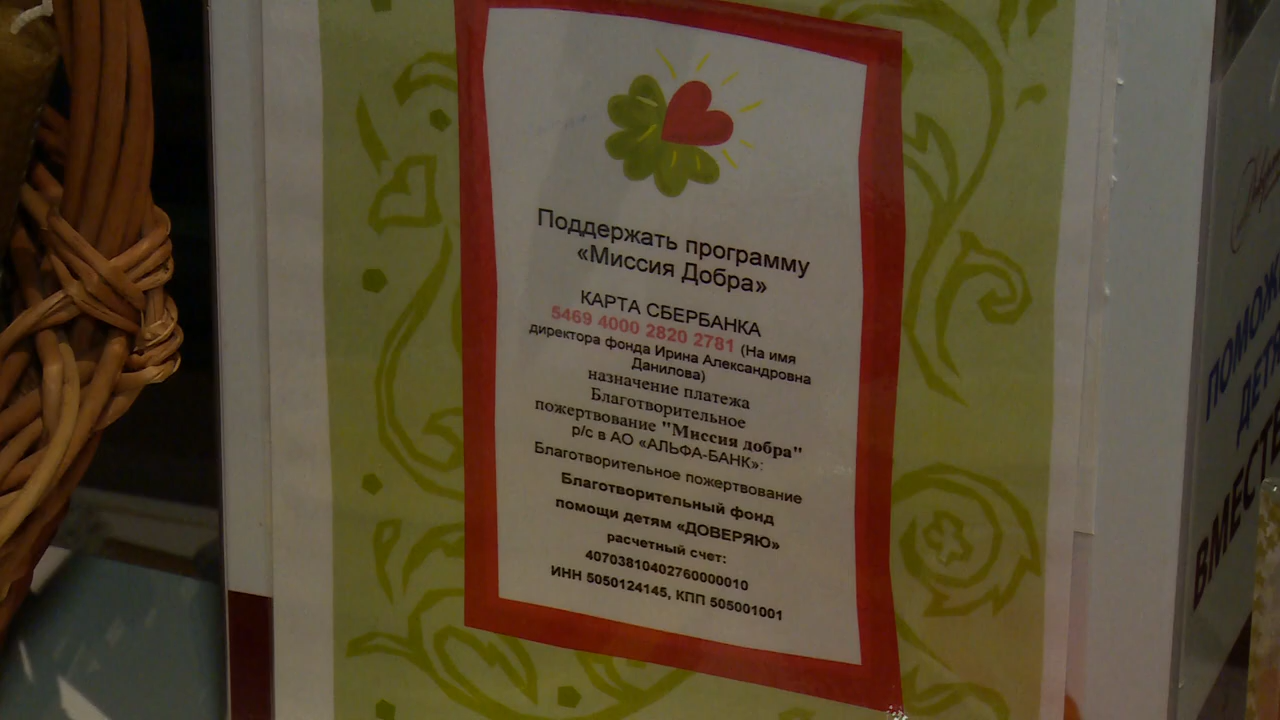 Поддержать программу
«Миссия Добра»
КАРТА СБЕРБАНКА
5469 4000 2820 2781 (На имя
директора фонда Ирина Александровна
Данилова)
назначение платежа
Благотворительное
пожертвование "Миссия добра"
р/с в АО «АЛЬФА-БАНК»:
Благотворительное пожертвование
Благотворительный фонд
помощи детям «ДОВЕРЯЮ»
расчетный счет:
40703810402760000010
ИНН 5050124145, КПП 505001001
ВМЕСТЕ